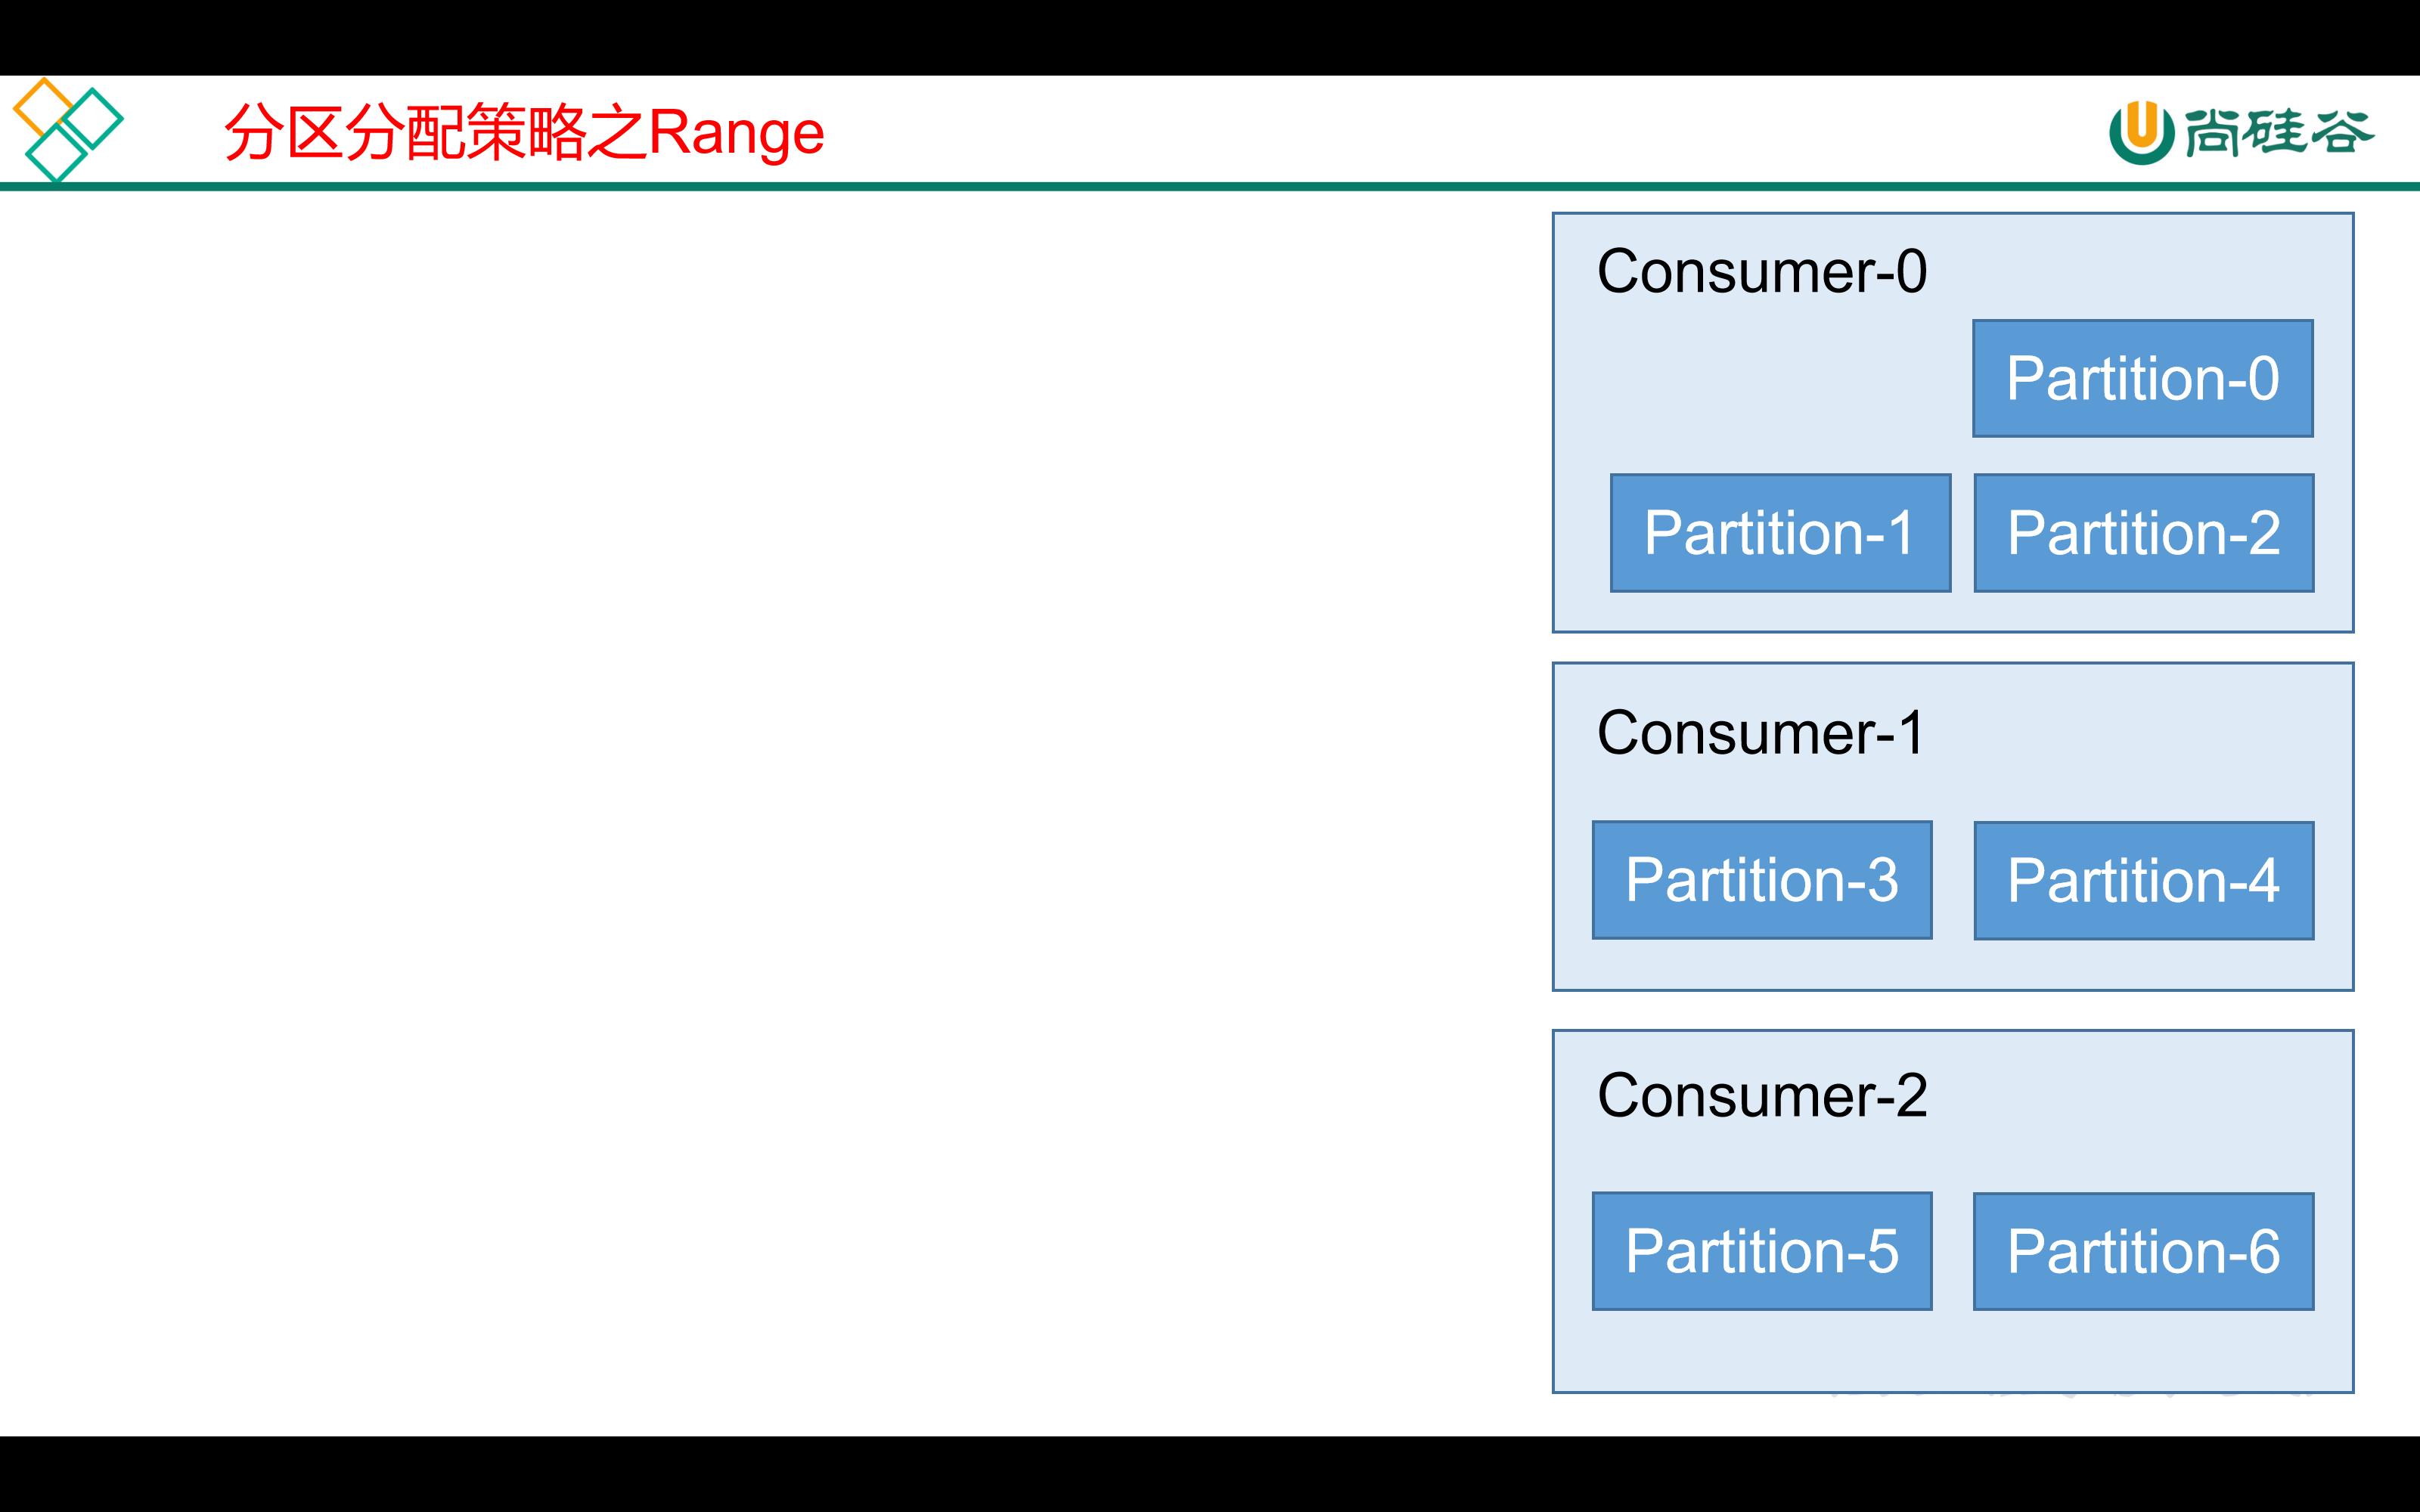 分区分配策略之Range
尚硅谷
Consumer-0
Partition-0
Partition-1 Partition-2
Consumer-1
Partition-3 Partition-4
Consumer-2
Partition-5 Partition-6